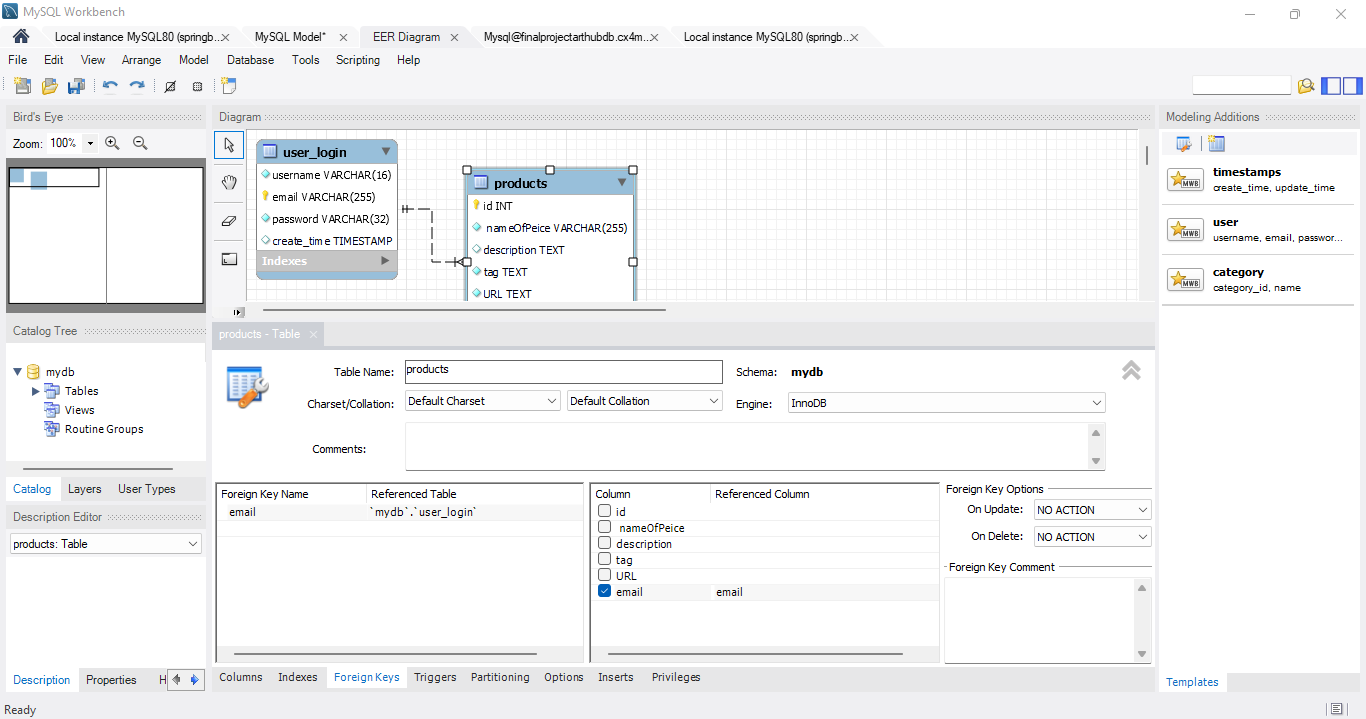 MySQL Workbench
Local instance MySQL80 (springb... MySQL Model* EER Diagram Mysql@finalprojectarthubdb.cx4m... Local instance MySQL80 (springb...
File Edit View Arrange Model Database Tools Scripting Help
Bird's Eye
Zoom: 100%
Catalog Tree
mydb
Tables
Views
Routine Groups
Catalog Layers User Types
Description Editor
products: Table
Description Properties H
Ready
Diagram
user_login
username VARCHAR(16)
email VARCHAR(255)
password VARCHAR(32)
create_time TIMESTAMP
Indexes
products
id INT
nameOfPeice VARCHAR(255)
description TEXT
tag TEXT
URL TEXT
products - Table
Table Name: products Schema: mydb
Charset/Collation: Default Charset Default Collation Engine: InnoDB
Comments:
Foreign Key Name Referenced Table
email `mydb`.`user_login`
Column Referenced Column
id
nameOfPeice
description
tag
URL
email email
Foreign Key Options
On Update: NO ACTION
On Delete: NO ACTION
Foreign Key Comment
Columns Indexes Foreign Keys Triggers Partitioning Options Inserts Privileges
Modeling Additions
MWB
timestamps
create_time, update_time
MWB
user
username, email, passwor...
MWB
category
category_id, name
Templates